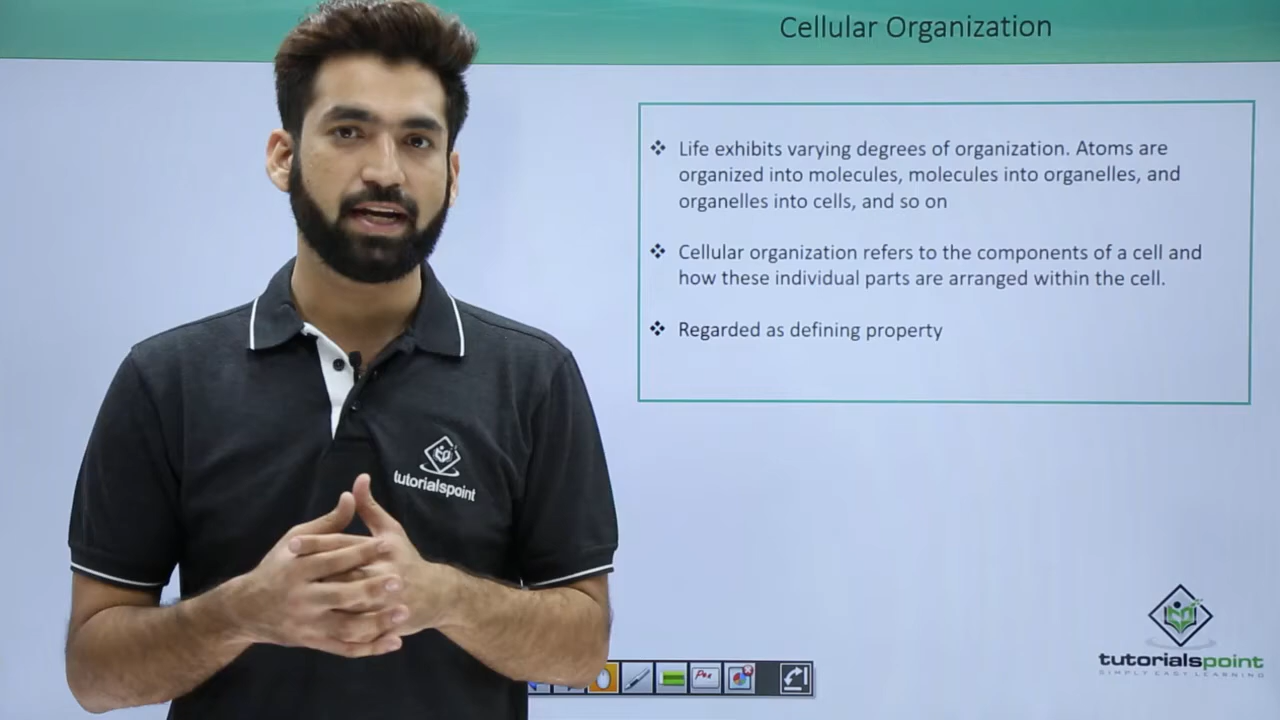 Cellular Organization
❖ Life exhibits varying degrees of organization. Atoms are
organized into molecules, molecules into organelles, and
organelles into cells, and so on
❖ Cellular organization refers to the components of a cell and
how these individual parts are arranged within the cell.
❖ Regarded as defining property
tutorialspoint
Pen
tutorialspoint
SIMPLY EASY LEARNING